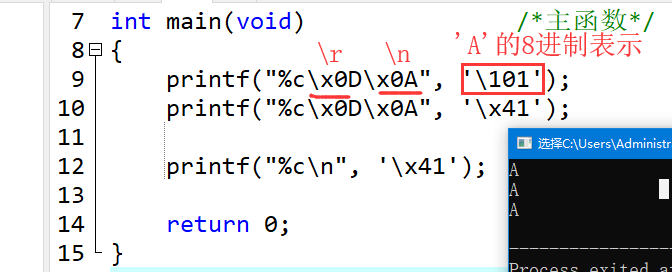 7 int main(void) /*主函数*/
\r \n 'A'的8进制表示
8 {
9 printf("%c\x0D\x0A", '\101');
10 printf("%c\x0D\x0A", '\x41');
11
12 printf("%c\n", '\x41');
13
14 return 0;
15 }
选择C:\Users\Administr
A
A
A
--------------------
Process exited a